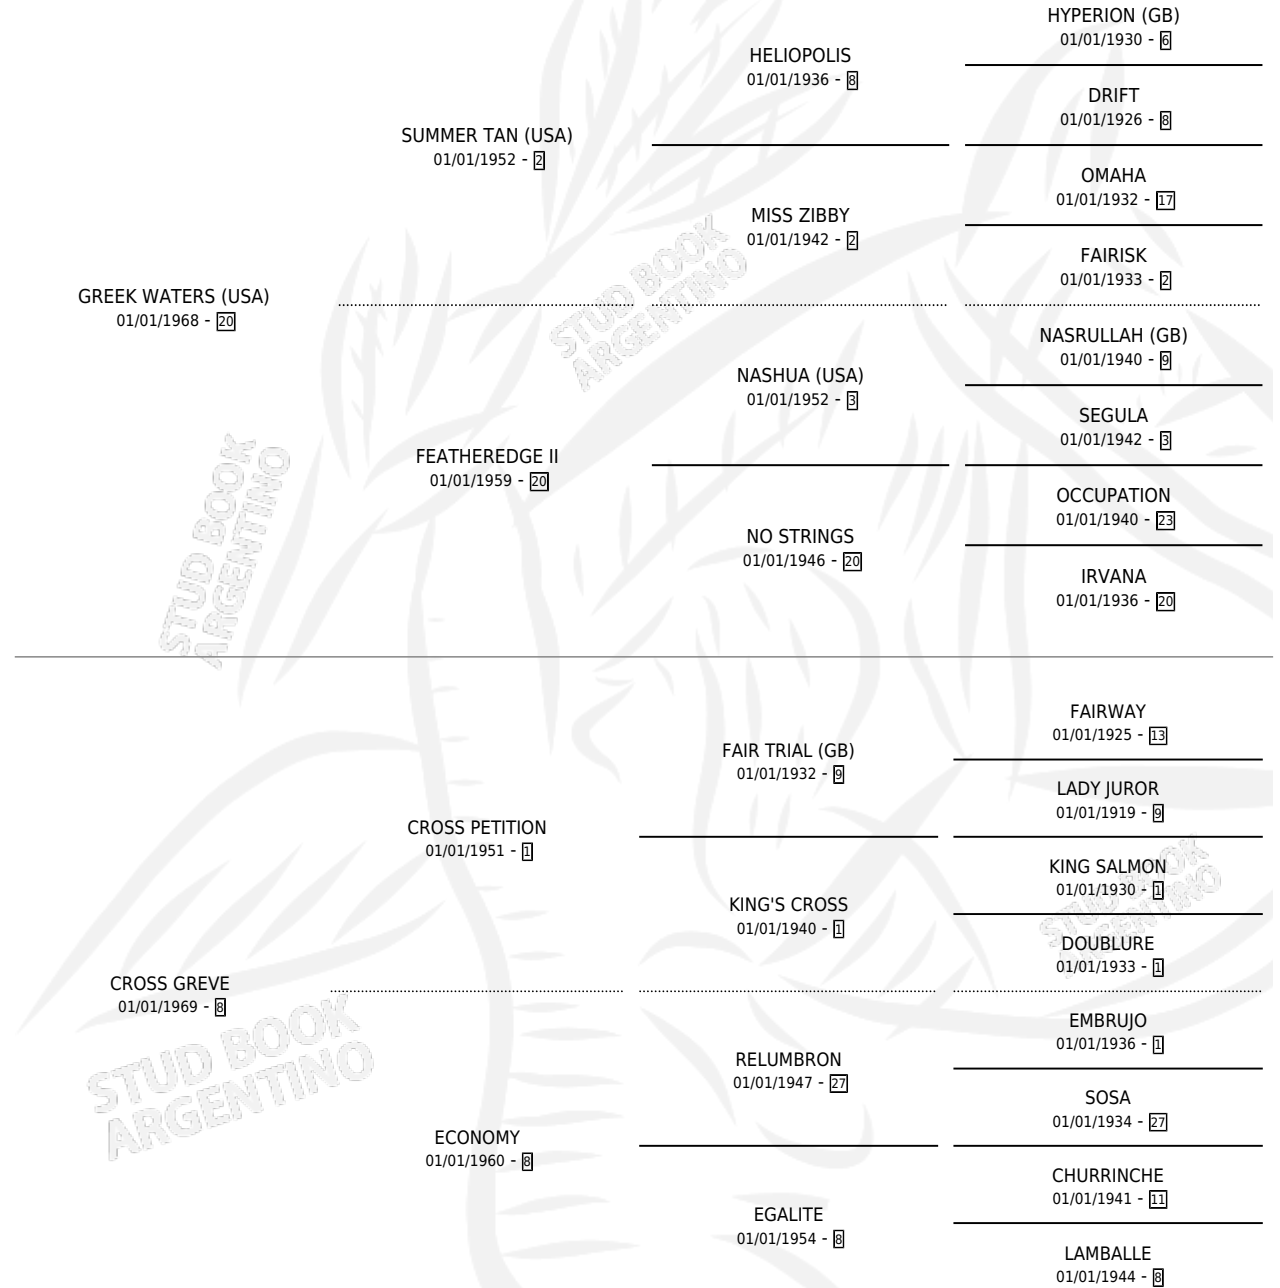 HYPERION (GB)
01/01/1930 - 6
HELIOPOLIS
01/01/1936 - 8
DRIFT
01/01/1926 - 8
SUMMER TAN (USA)
01/01/1952 - 2
OMAHA
01/01/1932 - 17
MISS ZIBBY
01/01/1942 - 2
FAIRISK
01/01/1933 - 2
GREEK WATERS (USA)
01/01/1968 - 20
NASRULLAH (GB)
01/01/1940 - 9
NASHUA (USA)
01/01/1952 - 3
SEGULA
01/01/1942 - 3
FEATHEREDGE II
01/01/1959 - 20
OCCUPATION
01/01/1940 - 23
NO STRINGS
01/01/1946 - 20
IRVANA
01/01/1936 - 20
FAIRWAY
01/01/1925 - 13
FAIR TRIAL (GB)
01/01/1932 - 9
LADY JUROR
01/01/1919 - 9
CROSS PETITION
01/01/1951 - 1
KING SALMON
01/01/1930 - 1
KING'S CROSS
01/01/1940 - 1
DOUBLURE
01/01/1933 - 1
CROSS GREVE
01/01/1969 - 8
EMBRUJO
01/01/1936 - 1
RELUMBRON
01/01/1947 - 27
SOSA
01/01/1934 - 27
ECONOMY
01/01/1960 - 8
CHURRINCHE
01/01/1941 - 11
EGALITE
01/01/1954 - 8
LAMBALLE
01/01/1944 - 8
STUD BOOK
ARGENTINO
STUD BOOK
ARGENTINO
STUD BOOK
ARGENTINO
STUD BOOK
ARGENTINO